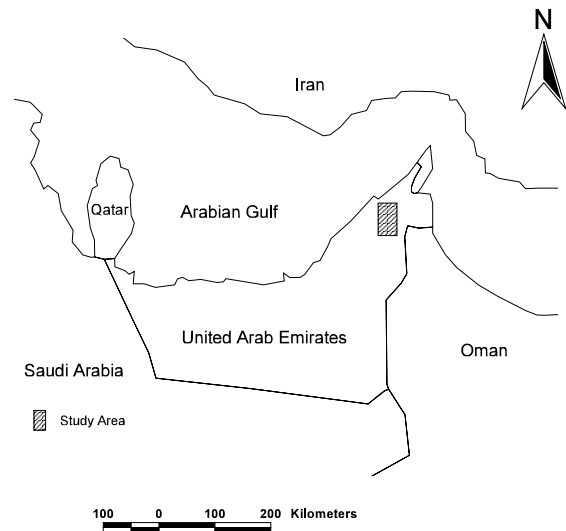 N
Iran
Qatar
Arabian Gulf
United Arab Emirates
Oman
Saudi Arabia
Study Area
100 0 100 200 Kilometers